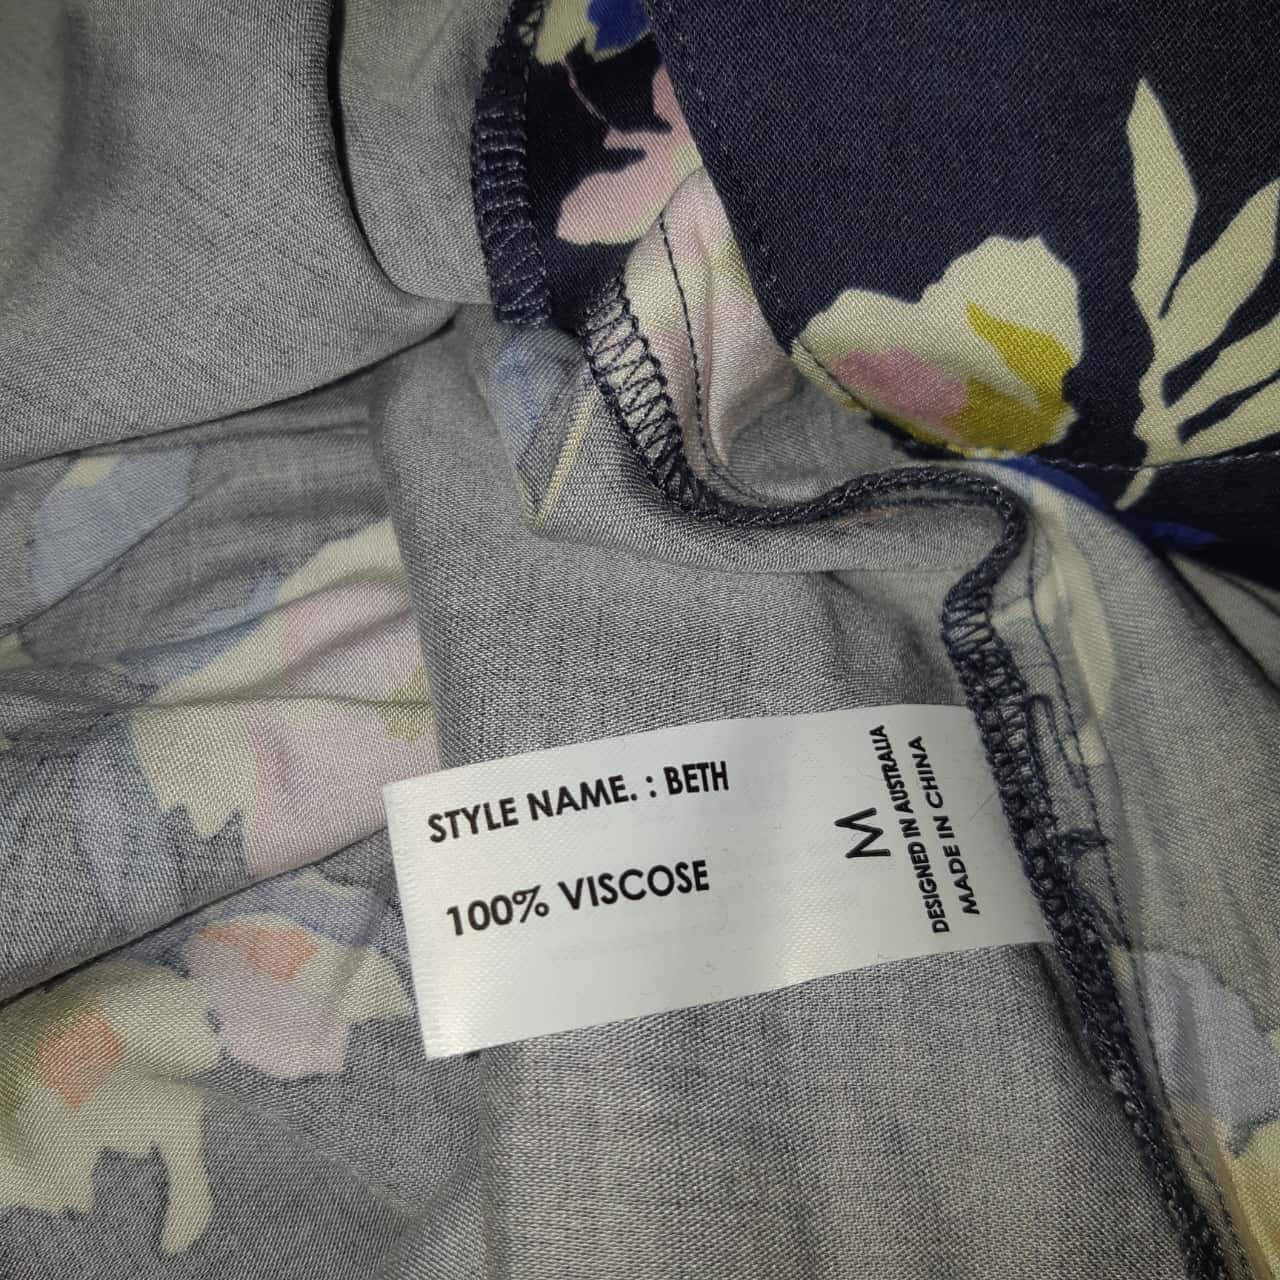 STYLE NAME. : BETH
100% VISCOSE
M
DESIGNED IN AUSTRALIA
MADE IN CHINA